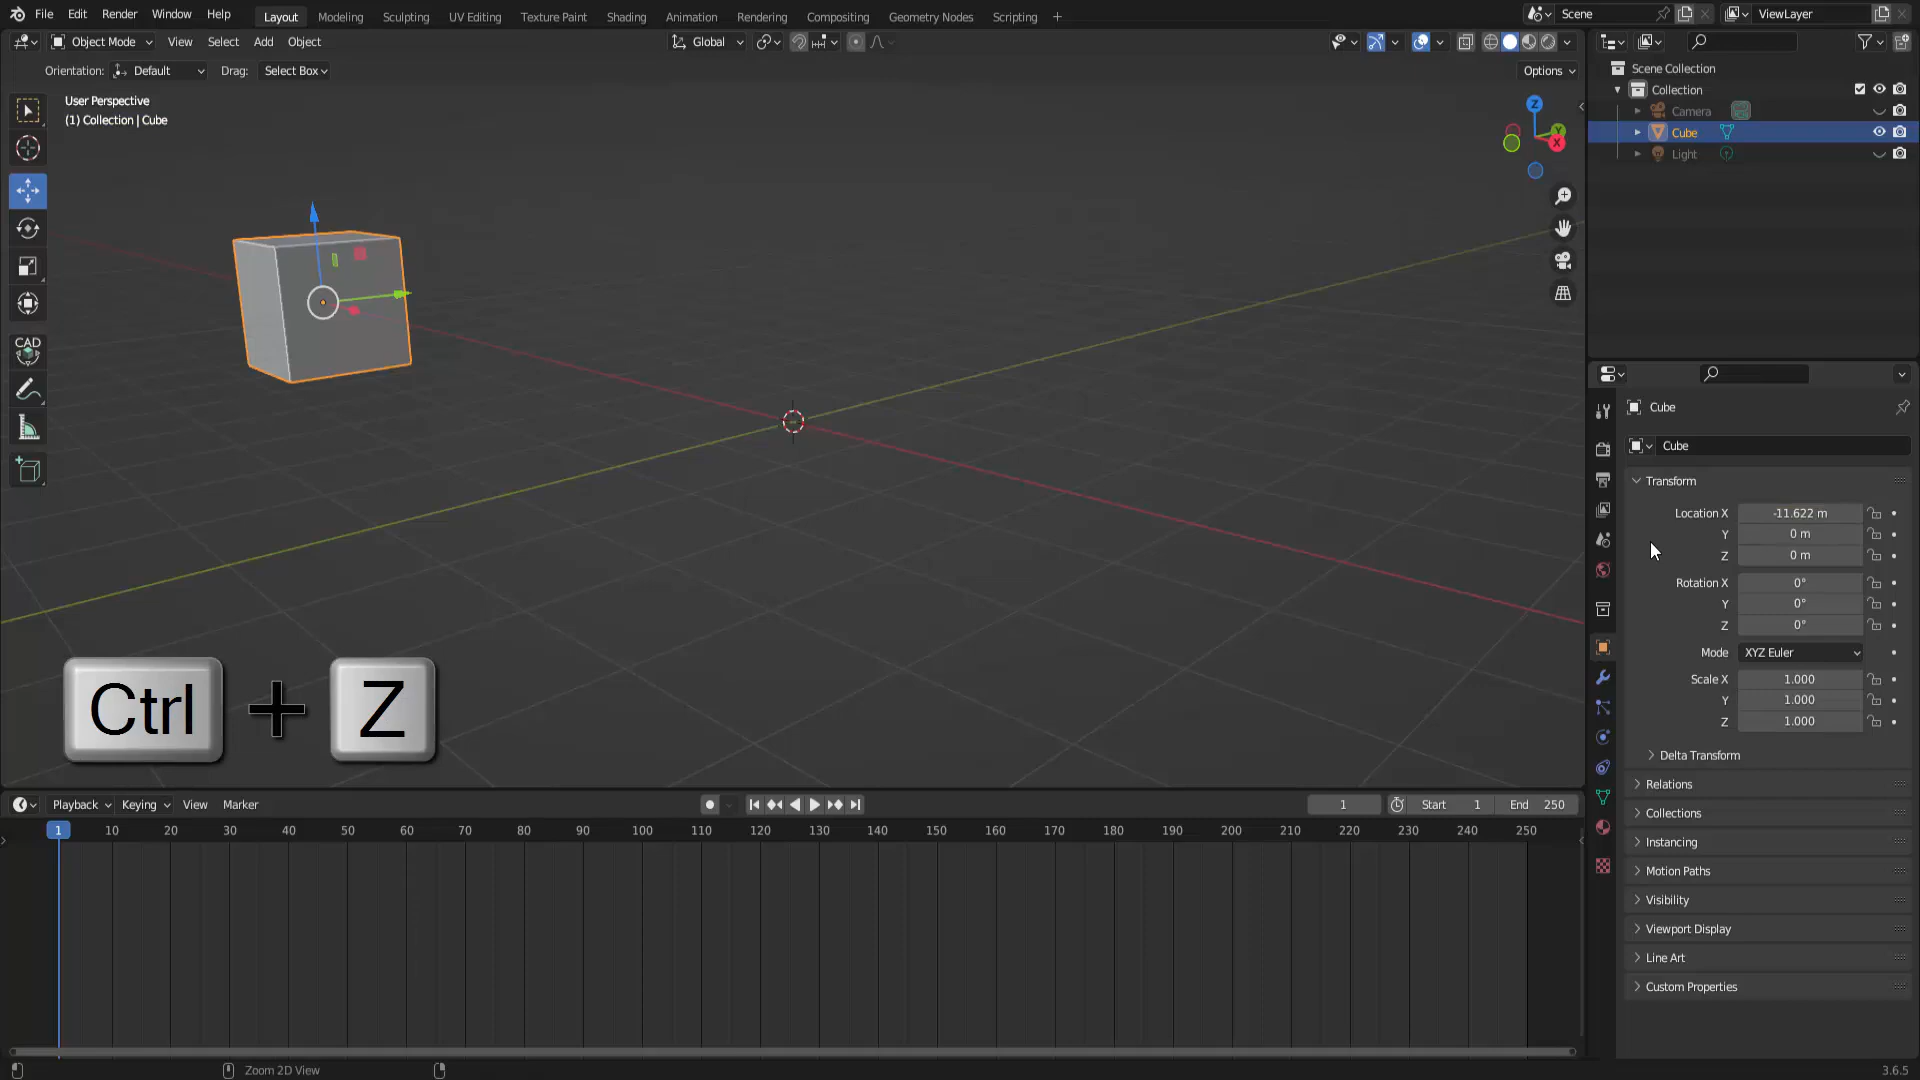 File Edit Render Window Help Layout Modeling Sculpting UV Editing Texture Paint Shading Animation Rendering Compositing Geometry Nodes Scripting + Scene ViewLayer
Object Mode View Select Add Object Global
Orientation: Default Drag: Select Box Options
User Perspective
(1) Collection | Cube
Z
Y
X
CAD
Scene Collection
Collection
Camera
Cube
Light
Cube
Cube
Transform
Location X -11.622 m
Y 0 m
Z 0 m
Rotation X 0°
Y 0°
Z 0°
Mode XYZ Euler
Scale X 1.000
Y 1.000
Z 1.000
Delta Transform
Relations
Collections
Instancing
Motion Paths
Visibility
Viewport Display
Line Art
Custom Properties
Ctrl + Z
Playback Keying View Marker 1 Start 1 End 250
1 10 20 30 40 50 60 70 80 90 100 110 120 130 140 150 160 170 180 190 200 210 220 230 240 250
Zoom 2D View 3.6.5